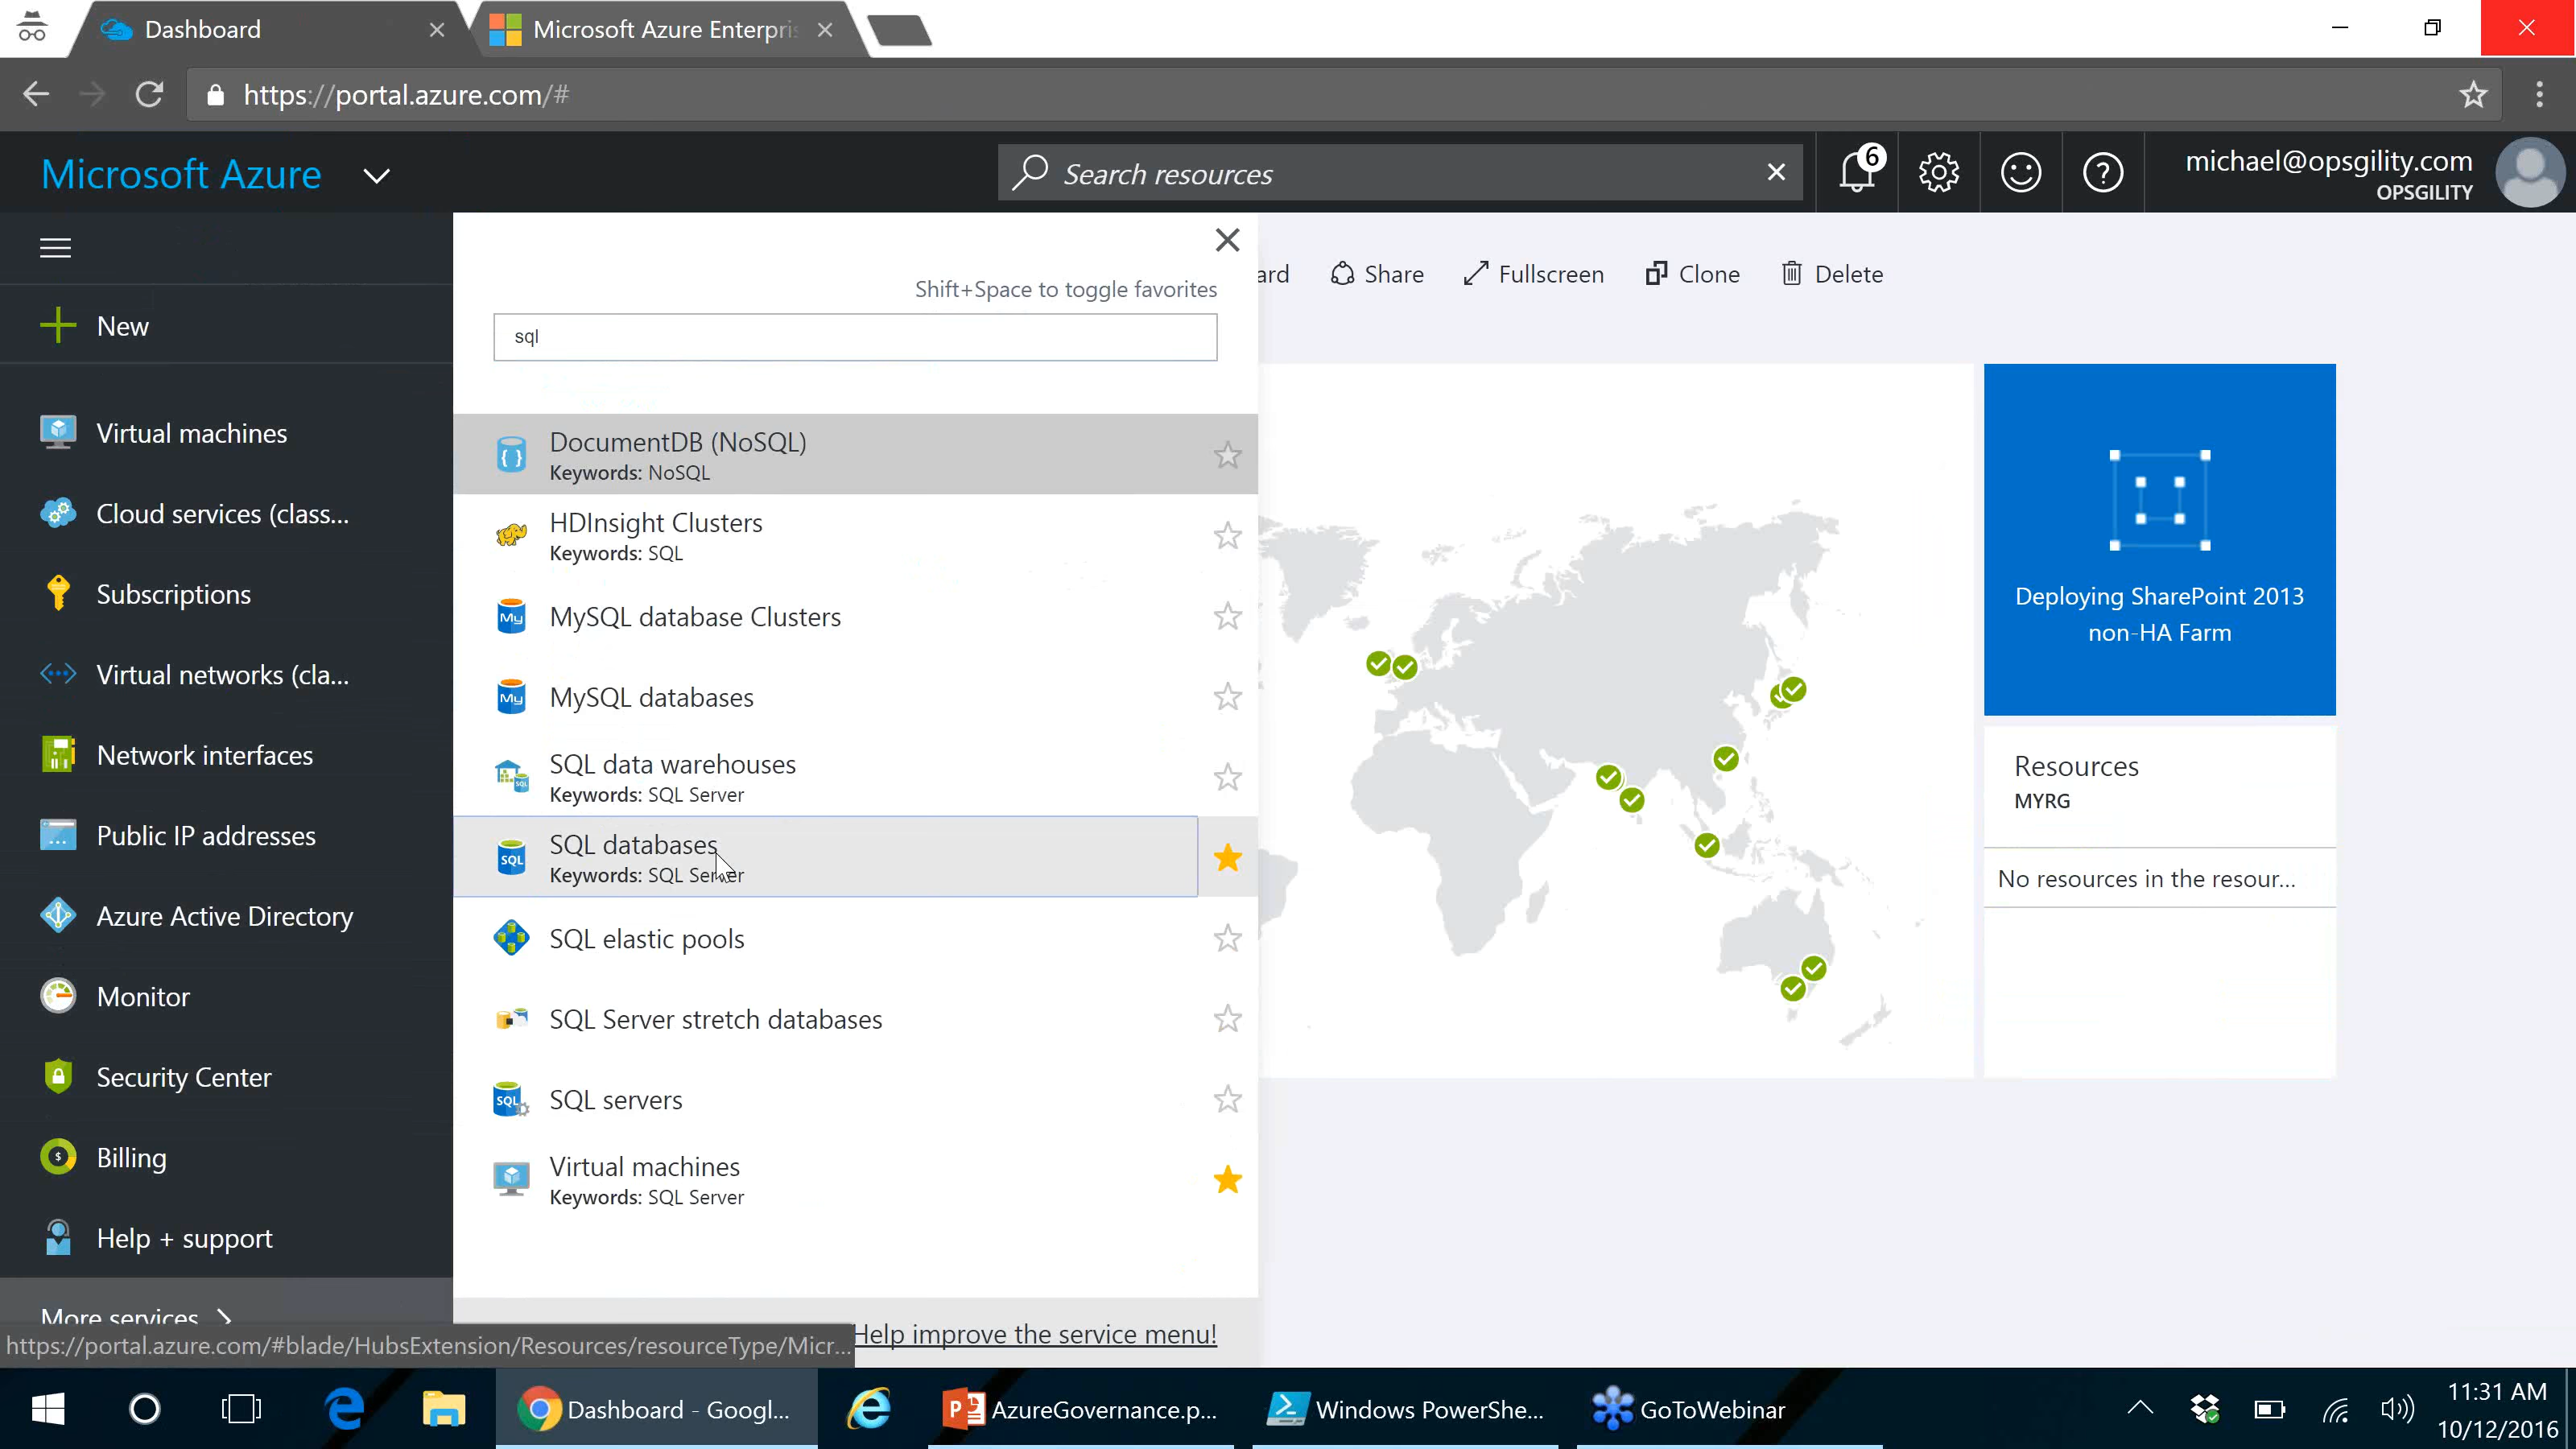 Dashboard
Microsoft Azure Enterpri
https://portal.azure.com/#
Microsoft Azure
Search resources
6
michael@opsgility.com
OPSGILITY
Shift+Space to toggle favorites
ard
Share
Fullscreen
Clone
Delete
New
sql
Virtual machines
Cloud services (class...
Subscriptions
Virtual networks (cla...
Network interfaces
Public IP addresses
Azure Active Directory
Monitor
Security Center
Billing
Help + support
More services
DocumentDB (NoSQL)
Keywords: NoSQL
HDInsight Clusters
Keywords: SQL
My
MySQL database Clusters
My
MySQL databases
SQL
SQL data warehouses
Keywords: SQL Server
SQL
SQL databases
Keywords: SQL Server
SQL elastic pools
SQL Server stretch databases
SQL
SQL servers
Virtual machines
Keywords: SQL Server
Help improve the service menu!
Deploying SharePoint 2013
non-HA Farm
Resources
MYRG
No resources in the resour...
https://portal.azure.com/#blade/HubsExtension/Resources/resourceType/Micr...
Dashboard - Googl...
AzureGovernance.p...
Windows PowerShe...
GoToWebinar
11:31 AM
10/12/2016